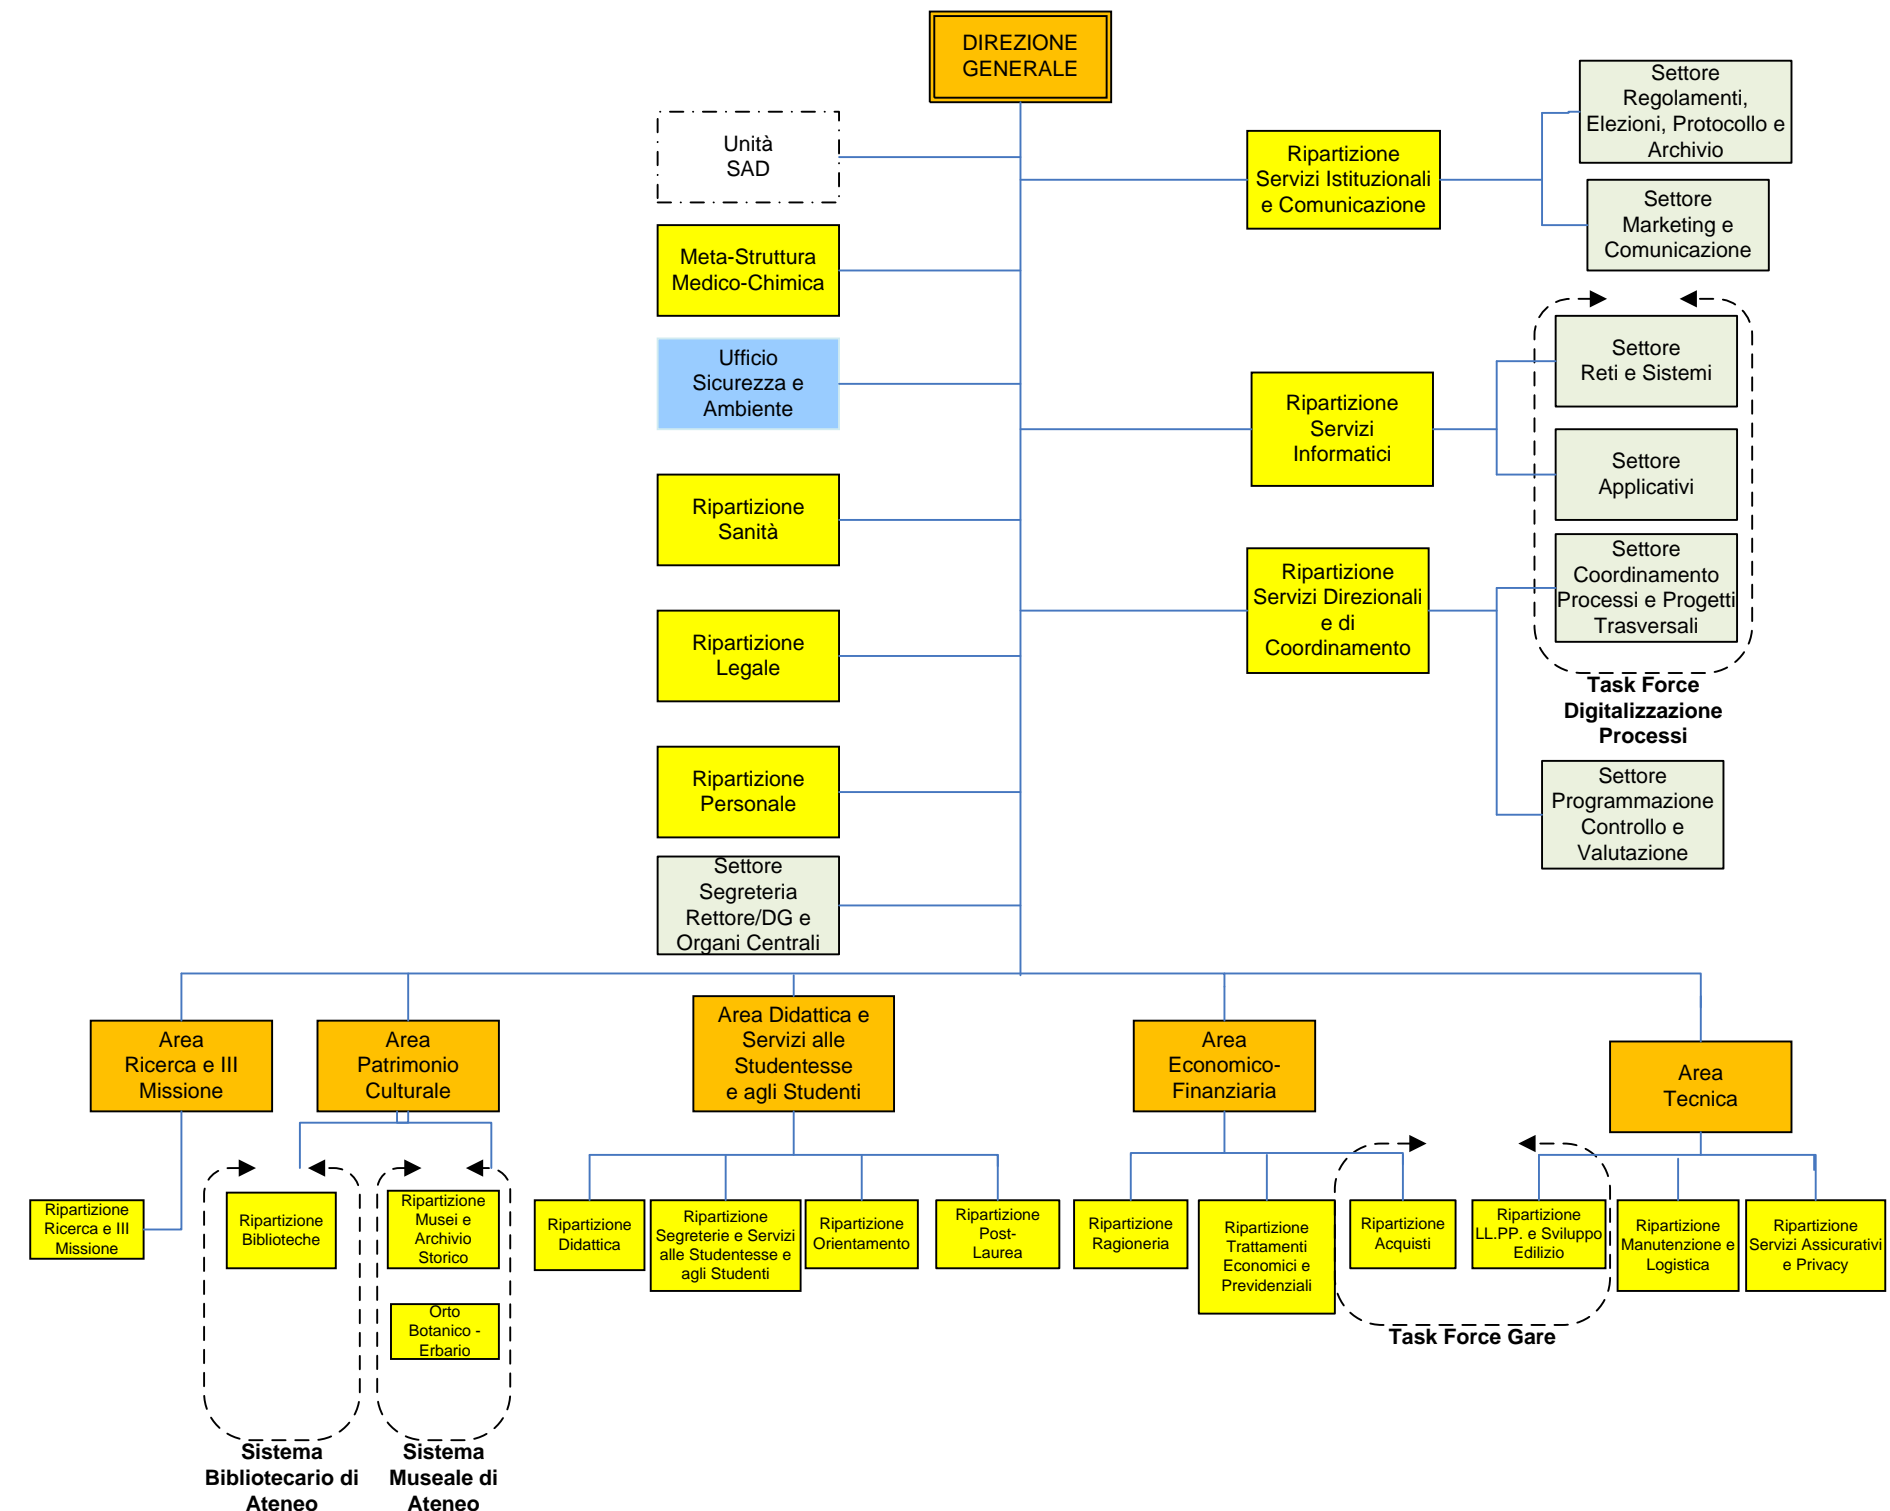 DIREZIONE
GENERALE
Unità
SAD
Meta-Struttura
Medico-Chimica
Ufficio
Sicurezza e
Ambiente
Ripartizione
Sanità
Ripartizione
Legale
Ripartizione
Personale
Settore
Segreteria
Rettore/DG e
Organi Centrali
Ripartizione
Servizi Istituzionali
e Comunicazione
Settore
Regolamenti,
Elezioni, Protocollo e
Archivio
Settore
Marketing e
Comunicazione
Ripartizione
Servizi
Informatici
Settore
Reti e Sistemi
Settore
Applicativi
Ripartizione
Servizi Direzionali
e di
Coordinamento
Settore
Coordinamento
Processi e Progetti
Trasversali
Task Force
Digitalizzazione
Processi
Settore
Programmazione
Controllo e
Valutazione
Area
Ricerca e III
Missione
Area
Patrimonio
Culturale
Area Didattica e
Servizi alle
Studentesse
e agli Studenti
Area
Economico-
Finanziaria
Area
Tecnica
Ripartizione
Ricerca e III
Missione
Ripartizione
Biblioteche
Ripartizione
Musei e
Archivio
Storico
Orto
Botanico -
Erbario
Ripartizione
Didattica
Ripartizione
Segreterie e Servizi
alle Studentesse e
agli Studenti
Ripartizione
Orientamento
Ripartizione
Post-
Laurea
Ripartizione
Ragioneria
Ripartizione
Trattamenti
Economici e
Previdenziali
Ripartizione
Acquisti
Ripartizione
LL.PP. e Sviluppo
Edilizio
Ripartizione
Manutenzione e
Logistica
Ripartizione
Servizi Assicurativi
e Privacy
Task Force Gare
Sistema
Bibliotecario di
Ateneo
Sistema
Museale di
Ateneo